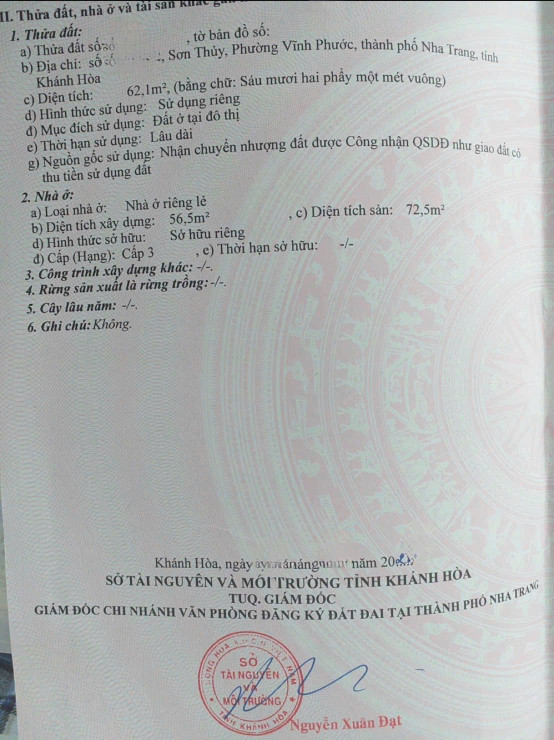 II. Thửa đất, nhà ở và tài sản khác
1. Thửa đất:
a) Thửa đất số , tờ bản đồ số:
b) Địa chỉ: số , Sơn Thủy, Phường Vĩnh Phước, thành phố Nha Trang, tỉnh
Khánh Hòa
c) Diện tích: 62,1m², (bằng chữ: Sáu mươi hai phẩy một mét vuông)
d) Hình thức sử dụng: Sử dụng riêng
đ) Mục đích sử dụng: Đất ở tại đô thị
e) Thời hạn sử dụng: Lâu dài
g) Nguồn gốc sử dụng: Nhận chuyển nhượng đất được Công nhận QSDĐ như giao đất có
thu tiền sử dụng đất
2. Nhà ở:
a) Loại nhà ở: Nhà ở riêng lẻ
b) Diện tích xây dựng: 56,5m² , c) Diện tích sàn: 72,5m²
d) Hình thức sở hữu: Sở hữu riêng
đ) Cấp (Hạng): Cấp 3 , e) Thời hạn sở hữu: -/-
3. Công trình xây dựng khác: -/-.
4. Rừng sản xuất là rừng trồng: -/-.
5. Cây lâu năm: -/-.
6. Ghi chú: Không.
Khánh Hòa, ngày năm
SỞ TÀI NGUYÊN VÀ MÔI TRƯỜNG TỈNH KHÁNH HÒA
TUQ. GIÁM ĐỐC
GIÁM ĐỐC CHI NHÁNH VĂN PHÒNG ĐĂNG KÝ ĐẤT ĐAI TẠI THÀNH PHỐ NHA TRANG
SỞ
TÀI NGUYÊN
VÀ
MÔI TRƯỜNG
TỈNH KHÁNH HÒA
Nguyễn Xuân Đạt